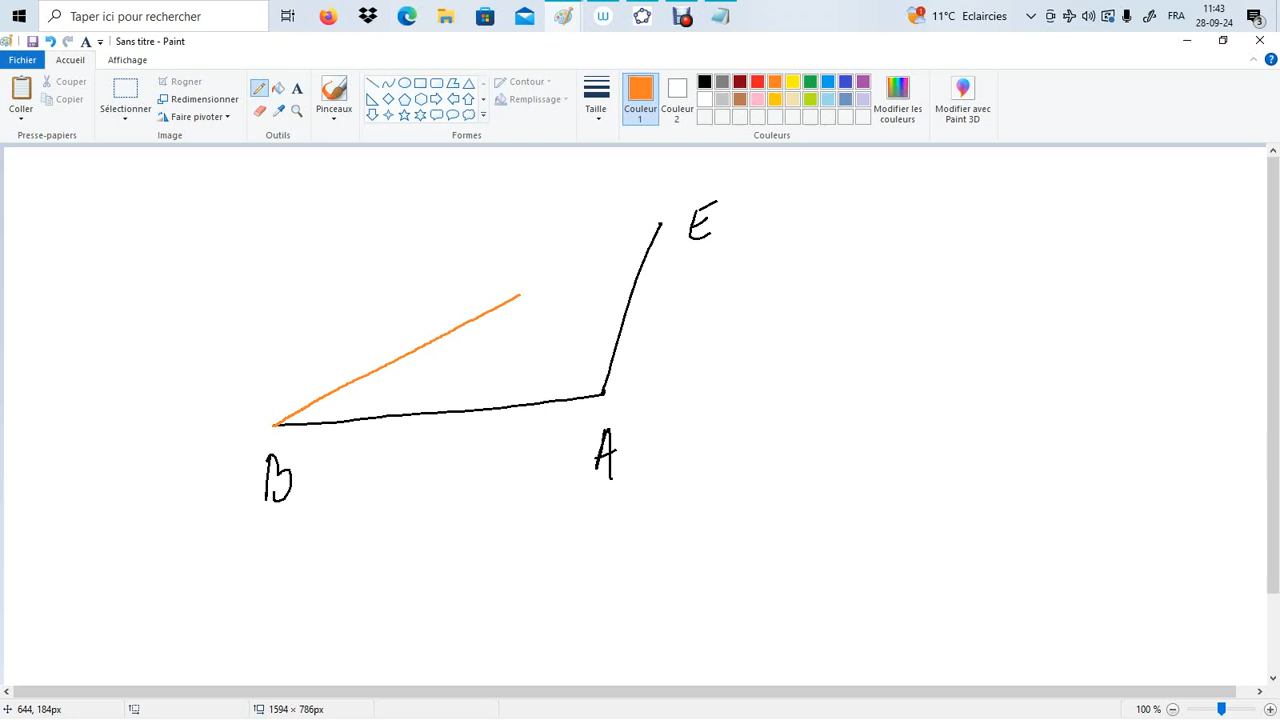 Taper ici pour rechercher
11°C Eclaircies
FRA
11:43
28-09-24
3
Sans titre - Paint
Fichier Accueil Affichage
Coller
Couper
Copier
Presse-papiers
Sélectionner
Rogner
Redimensionner
Faire pivoter
Image
A
Outils
Pinceaux
Contour
Remplissage
Formes
Taille
Couleur 1
Couleur 2
Modifier les couleurs
Modifier avec Paint 3D
Couleurs
E
B
A
644, 184px
1594 × 786px
100 %